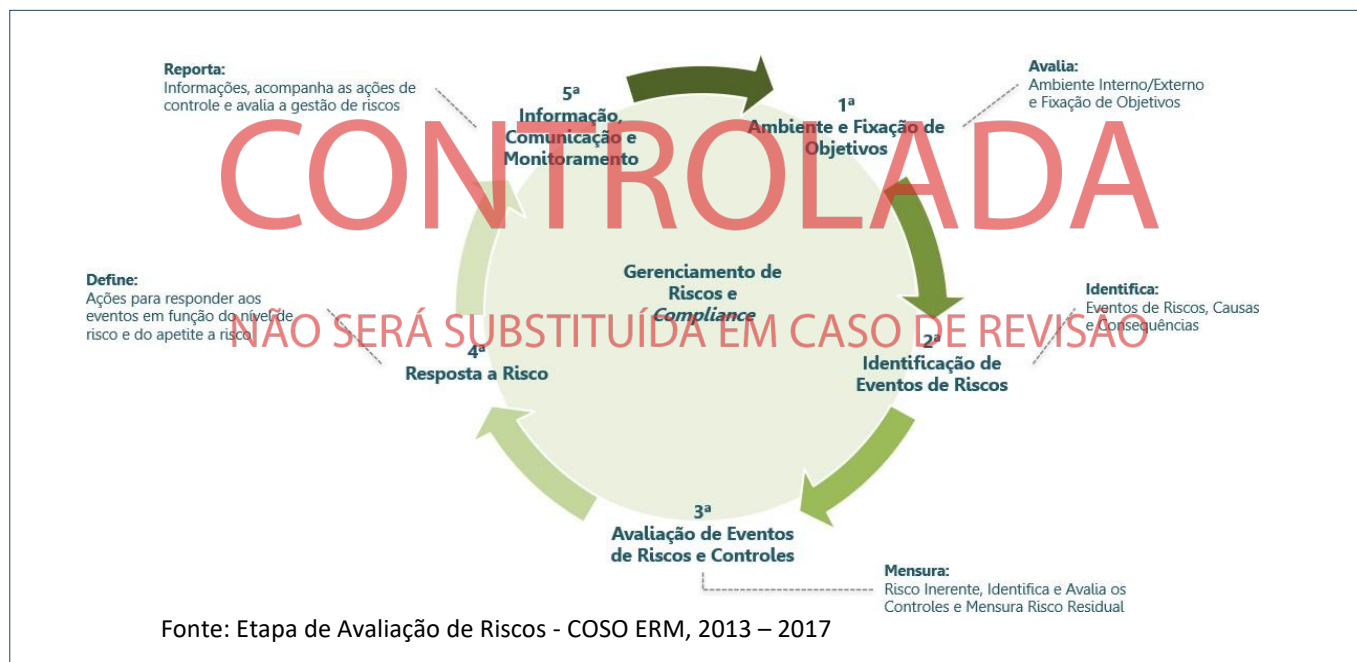 Reporta:
Informações, acompanha as ações de
controle e avalia a gestão de riscos
5ª
Informação,
Comunicação e
Monitoramento
1ª
Ambiente e Fixação de
Objetivos
Avalia:
Ambiente Interno/Externo
e Fixação de Objetivos
CONTROLADA
Define:
Ações para responder aos
eventos em função do nível de
risco e do apetite a risco
Gerenciamento de
Riscos e
Compliance
Identifica:
Eventos de Riscos, Causas
e Consequências
NÃO SERÁ SUBSTITUÍDA EM CASO DE REVISÃO
4ª
Resposta a Risco
2ª
Identificação de
Eventos de Riscos
3ª
Avaliação de Eventos
de Riscos e Controles
Mensura:
Risco Inerente, Identifica e Avalia os
Controles e Mensura Risco Residual
Fonte: Etapa de Avaliação de Riscos - COSO ERM, 2013 – 2017